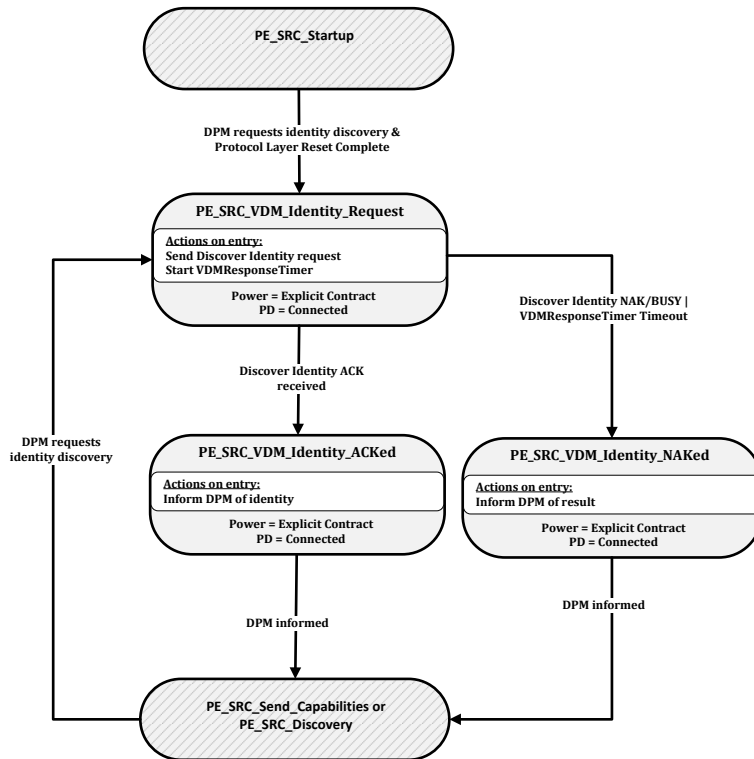 PE_SRC_Startup
DPM requests identity discovery &
Protocol Layer Reset Complete
PE_SRC_VDM_Identity_Request
Actions on entry:
Send Discover Identity request
Start VDMResponseTimer
Power = Explicit Contract
PD = Connected
Discover Identity NAK/BUSY |
VDMResponseTimer Timeout
Discover Identity ACK
received
DPM requests
identity discovery
PE_SRC_VDM_Identity_ACKed
Actions on entry:
Inform DPM of identity
Power = Explicit Contract
PD = Connected
PE_SRC_VDM_Identity_NAKed
Actions on entry:
Inform DPM of result
Power = Explicit Contract
PD = Connected
DPM informed
DPM informed
PE_SRC_Send_Capabilities or
PE_SRC_Discovery